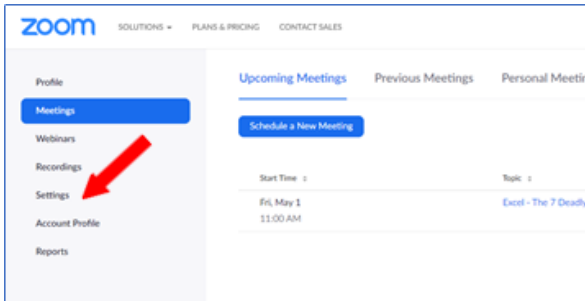 zoom SOLUTIONS PLANS & PRICING CONTACT SALES
Profile
Meetings
Webinars
Recordings
Settings
Account Profile
Reports
Upcoming Meetings Previous Meetings Personal
Schedule a New Meeting
Start Time Topic
Fri, May 1 Excel - The 7 Deadly
11:00 AM